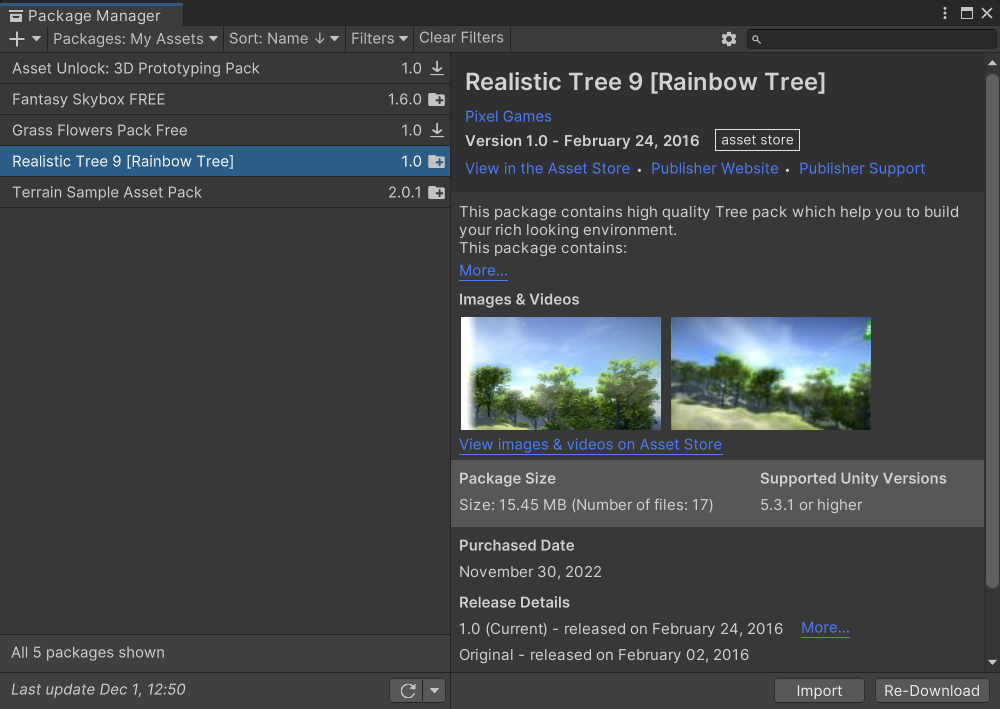 Package Manager
Packages: My Assets Sort: Name ↓ Filters Clear Filters
Asset Unlock: 3D Prototyping Pack 1.0
Fantasy Skybox FREE 1.6.0
Grass Flowers Pack Free 1.0
Realistic Tree 9 [Rainbow Tree] 1.0
Terrain Sample Asset Pack 2.0.1
All 5 packages shown
Last update Dec 1, 12:50
Realistic Tree 9 [Rainbow Tree]
Pixel Games
Version 1.0 - February 24, 2016 asset store
View in the Asset Store • Publisher Website • Publisher Support
This package contains high quality Tree pack which help you to build
your rich looking environment.
This package contains:
More...
Images & Videos
View images & videos on Asset Store
Package Size Supported Unity Versions
Size: 15.45 MB (Number of files: 17) 5.3.1 or higher
Purchased Date
November 30, 2022
Release Details
1.0 (Current) - released on February 24, 2016 More...
Original - released on February 02, 2016
Import Re-Download